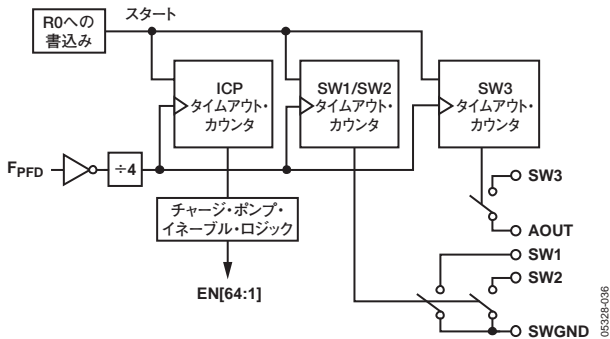 R0への
書込み
スタート
ICP
タイムアウト・
カウンタ
SW1/SW2
タイムアウト・
カウンタ
SW3
タイムアウト・
カウンタ
FPFD
÷4
チャージ・ポンプ・
イネーブル・ロジック
EN[64:1]
SW3
AOUT
SW1
SW2
SWGND
05328-036